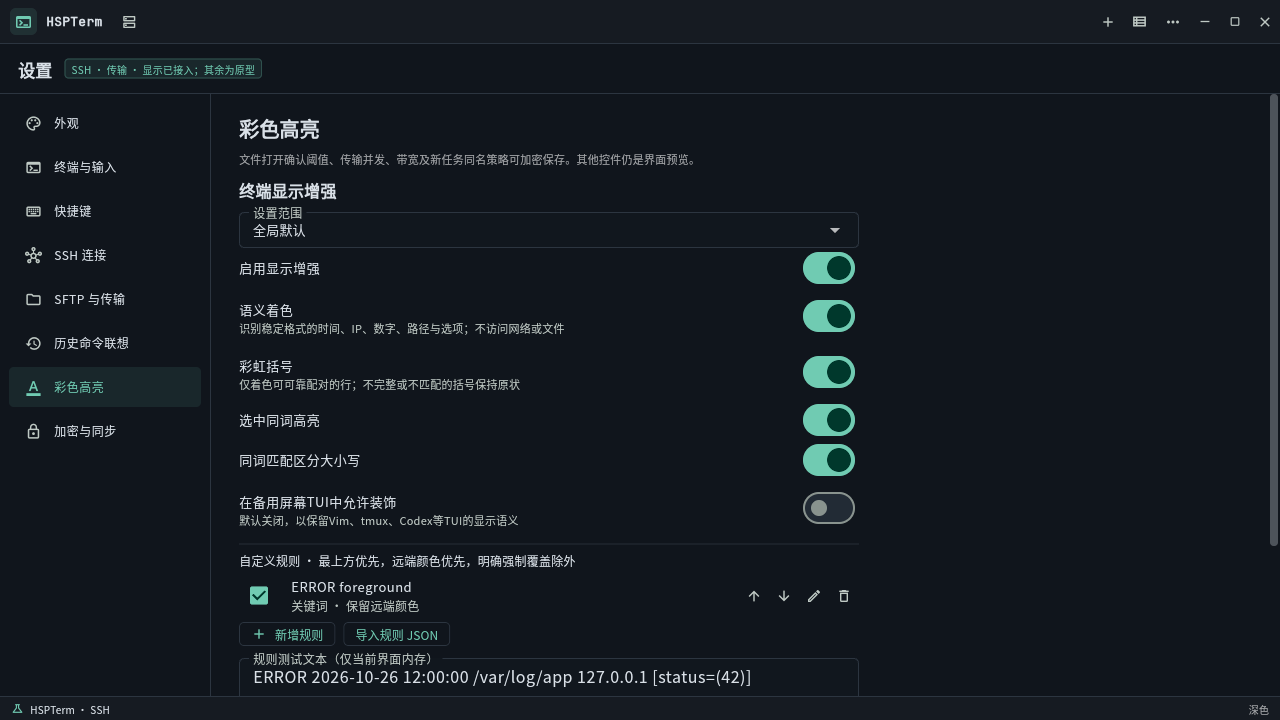 HSPTerm
设置
SSH · 传输 · 显示已接入；其余为原型
外观
终端与输入
快捷键
SSH 连接
SFTP 与传输
历史命令联想
彩色高亮
加密与同步
彩色高亮
文件打开确认阈值、传输并发、带宽及新任务同名策略可加密保存。其他控件仍是界面预览。
终端显示增强
设置范围
全局默认
启用显示增强
语义着色
识别稳定格式的时间、IP、数字、路径与选项；不访问网络或文件
彩虹括号
仅着色可可靠配对的行；不完整或不匹配的括号保持原状
选中同词高亮
同词匹配区分大小写
在备用屏幕TUI中允许装饰
默认关闭，以保留Vim、tmux、Codex等TUI的显示语义
自定义规则 · 最上方优先，远端颜色优先，明确强制覆盖除外
ERROR foreground
关键词 · 保留远端颜色
新增规则
导入规则 JSON
规则测试文本（仅当前界面内存）
ERROR 2026-10-26 12:00:00 /var/log/app 127.0.0.1 [status=(42)]
HSPTerm · SSH
深色